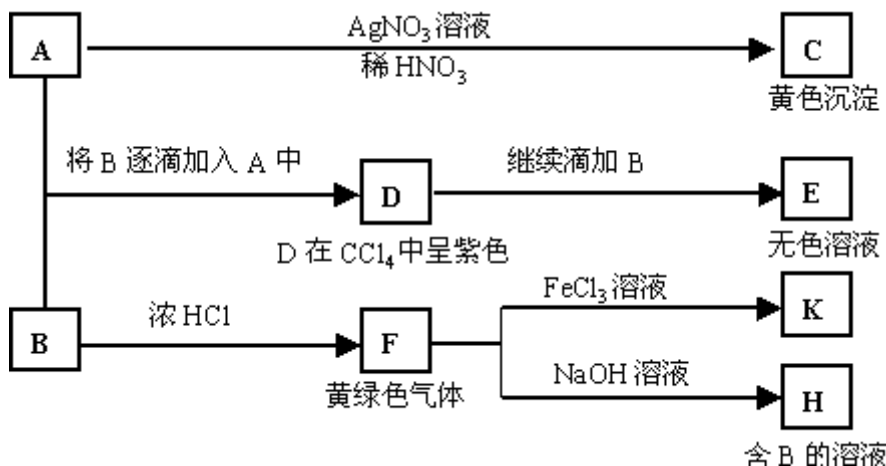 AgNO₃溶液
A
稀HNO₃
C
黄色沉淀
将B逐滴加入A中
继续滴加B
D
E
D在CCl₄中呈紫色
无色溶液
浓HCl
FeCl₃溶液
B
F
K
黄绿色气体
NaOH溶液
H
含B的溶液